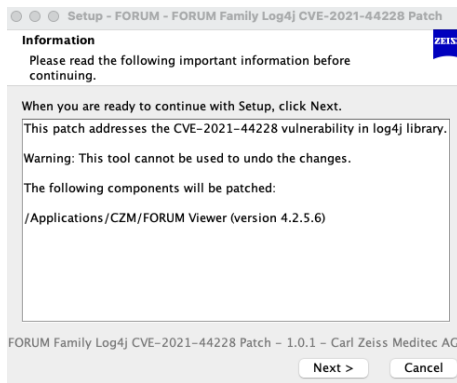 Setup - FORUM - FORUM Family Log4j CVE-2021-44228 Patch
Information
ZEISS
Please read the following important information before
continuing.
When you are ready to continue with Setup, click Next.
This patch addresses the CVE-2021-44228 vulnerability in log4j library.
Warning: This tool cannot be used to undo the changes.
The following components will be patched:
/Applications/CZM/FORUM Viewer (version 4.2.5.6)
FORUM Family Log4j CVE-2021-44228 Patch - 1.0.1 - Carl Zeiss Meditec AG
Next >
Cancel